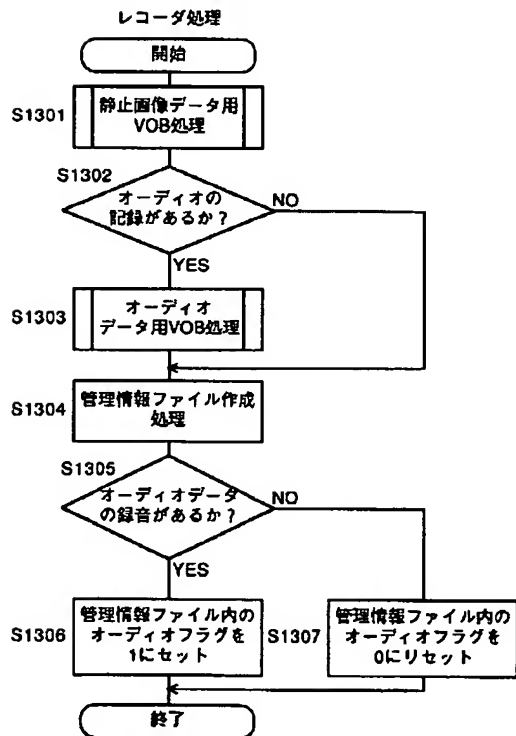 レコーダ処理
開始
S1301
静止画像データ用
VOB処理
S1302
オーディオの
記録があるか？
NO
YES
S1303
オーディオ
データ用VOB処理
S1304
管理情報ファイル作成
処理
S1305
オーディオデータ
の録音があるか？
NO
YES
S1306
管理情報ファイル内の
オーディオフラグを
1にセット
S1307
管理情報ファイル内の
オーディオフラグを
0にリセット
終了